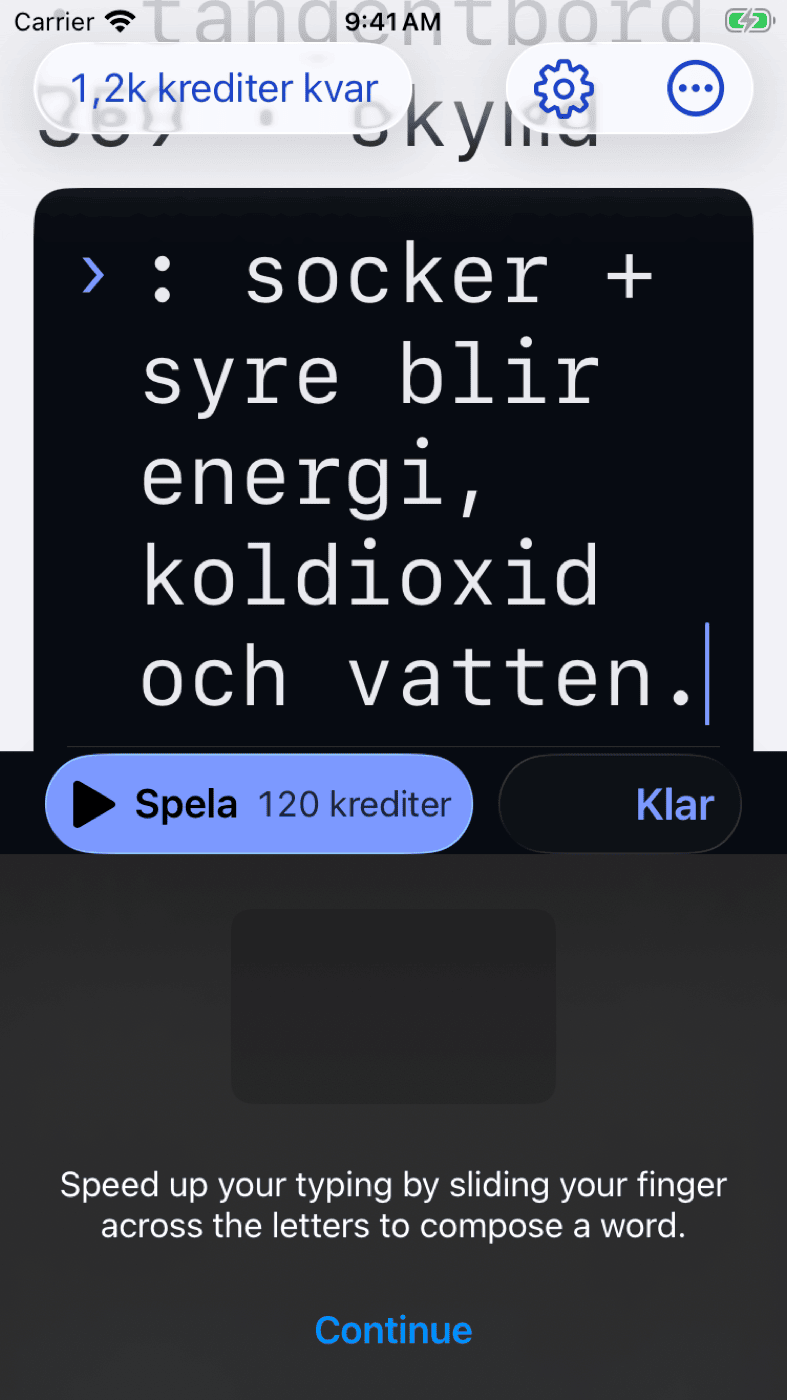 Carrier 9:41 AM
tangentbord
1,2k krediter kvar
› : socker +
syre blir
energi,
koldioxid
och vatten.
Spela 120 krediter
Klar
Speed up your typing by sliding your finger
across the letters to compose a word.
Continue